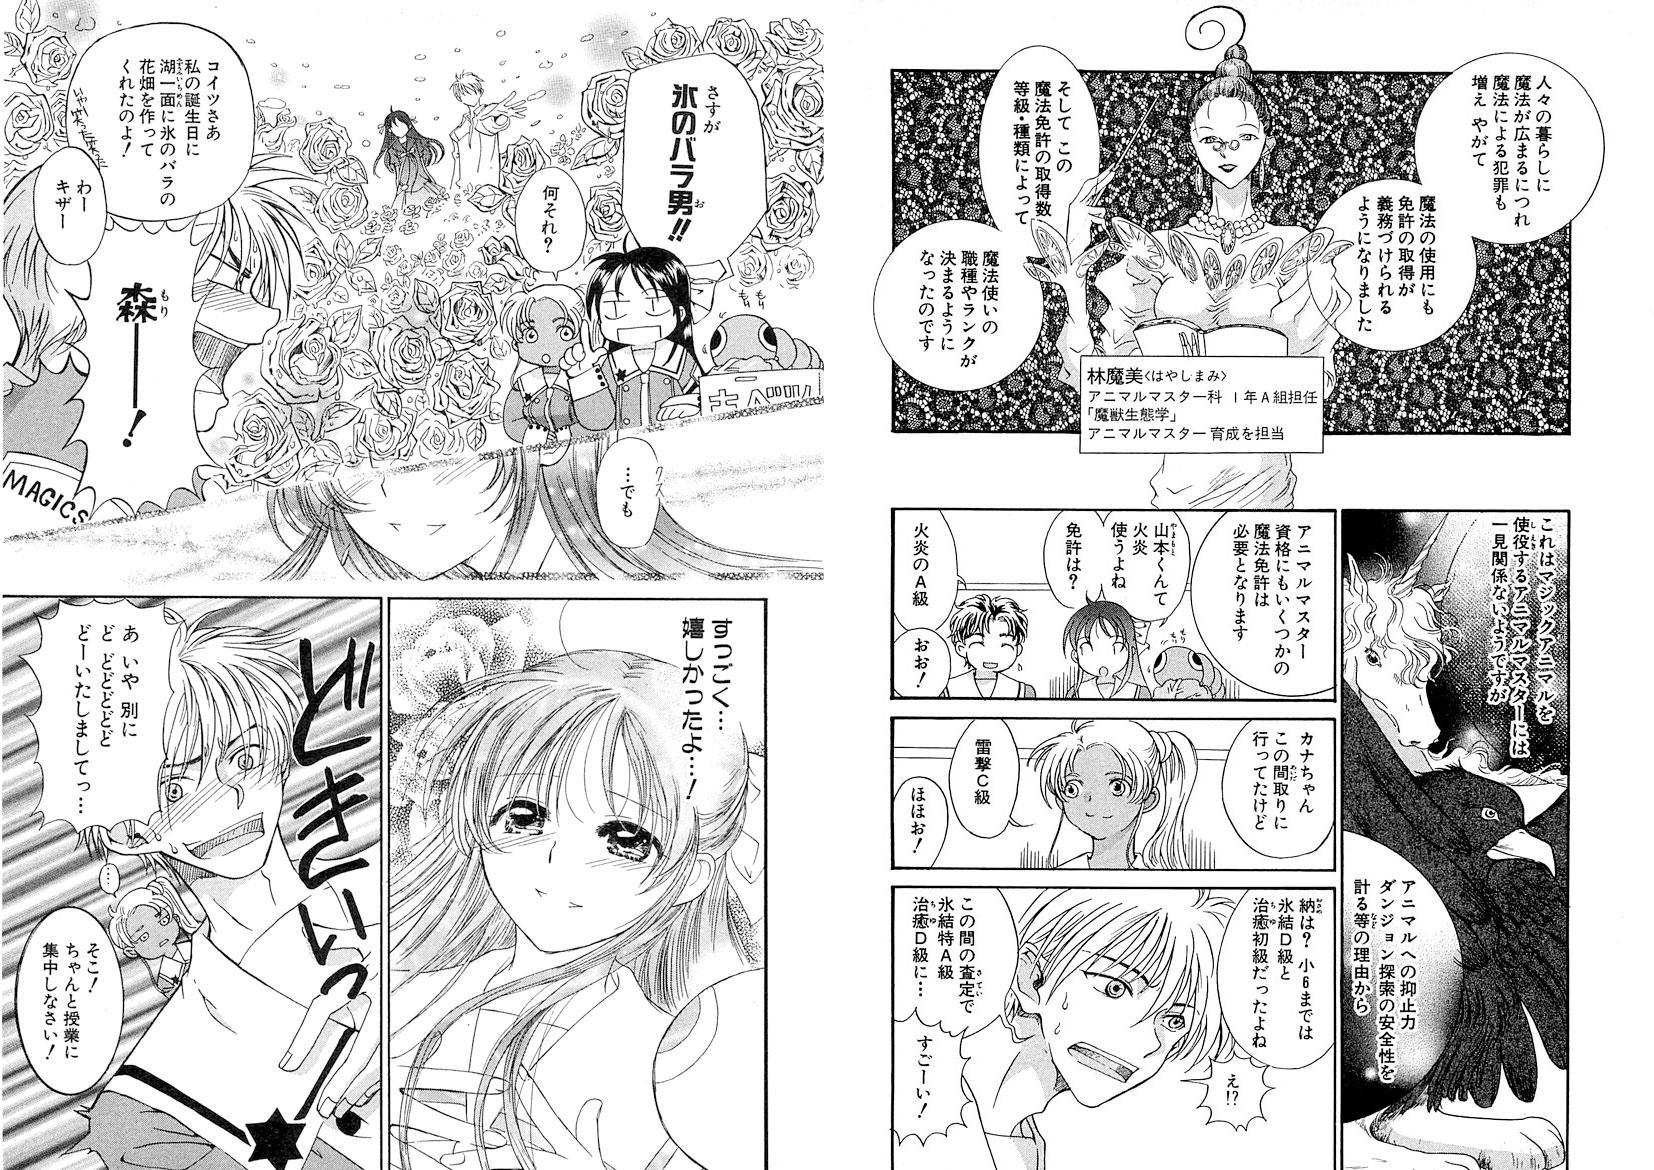 人々の暮らしに
魔法が広まるにつれ
魔法による犯罪も
増え やがて
魔法の使用にも
免許の取得が
義務づけられる
ようになりました
そして この
魔法免許の取得数
等級・種類によって
魔法使いの
職種やランクが
決まるように
なったのです
林魔美〈はやしまみ〉
アニマルマスター科 1年A組担任
「魔獣生態学」
アニマルマスター育成を担当
これはマジックアニマルを
使役するアニマルマスターには
一見関係ないようですが
アニマルへの抑止力
ダンジョン探索の安全性を
計る等の理由から
アニマルマスター
資格にもいくつかの
魔法免許は
必要となります
山本くんて
火炎
使うよね
免許は?
もりもり
火炎のA級
おお!
カナちゃん
この間取りに
行ってたけど
雷撃C級
ほほお!
納は? 小6までは
氷結D級と
治癒初級だったよね
え!?
この間の査定で
氷結特A級
治癒D級に…
すごーい!
さすが
氷のバラ男!!
何それ?
もりもり
キャベツ
コイツさあ
私の誕生日に
湖一面に氷のバラの
花畑を作って
くれたのよ!
わー
キザー
森――!
MAGICS
…でも
クス
すっごく…
嬉しかったよ…!
どきいっ――
あ いや 別に
ど どどどどど
どーいたしましてっ…
……
そこ!
ちゃんと授業に
集中しなさい!